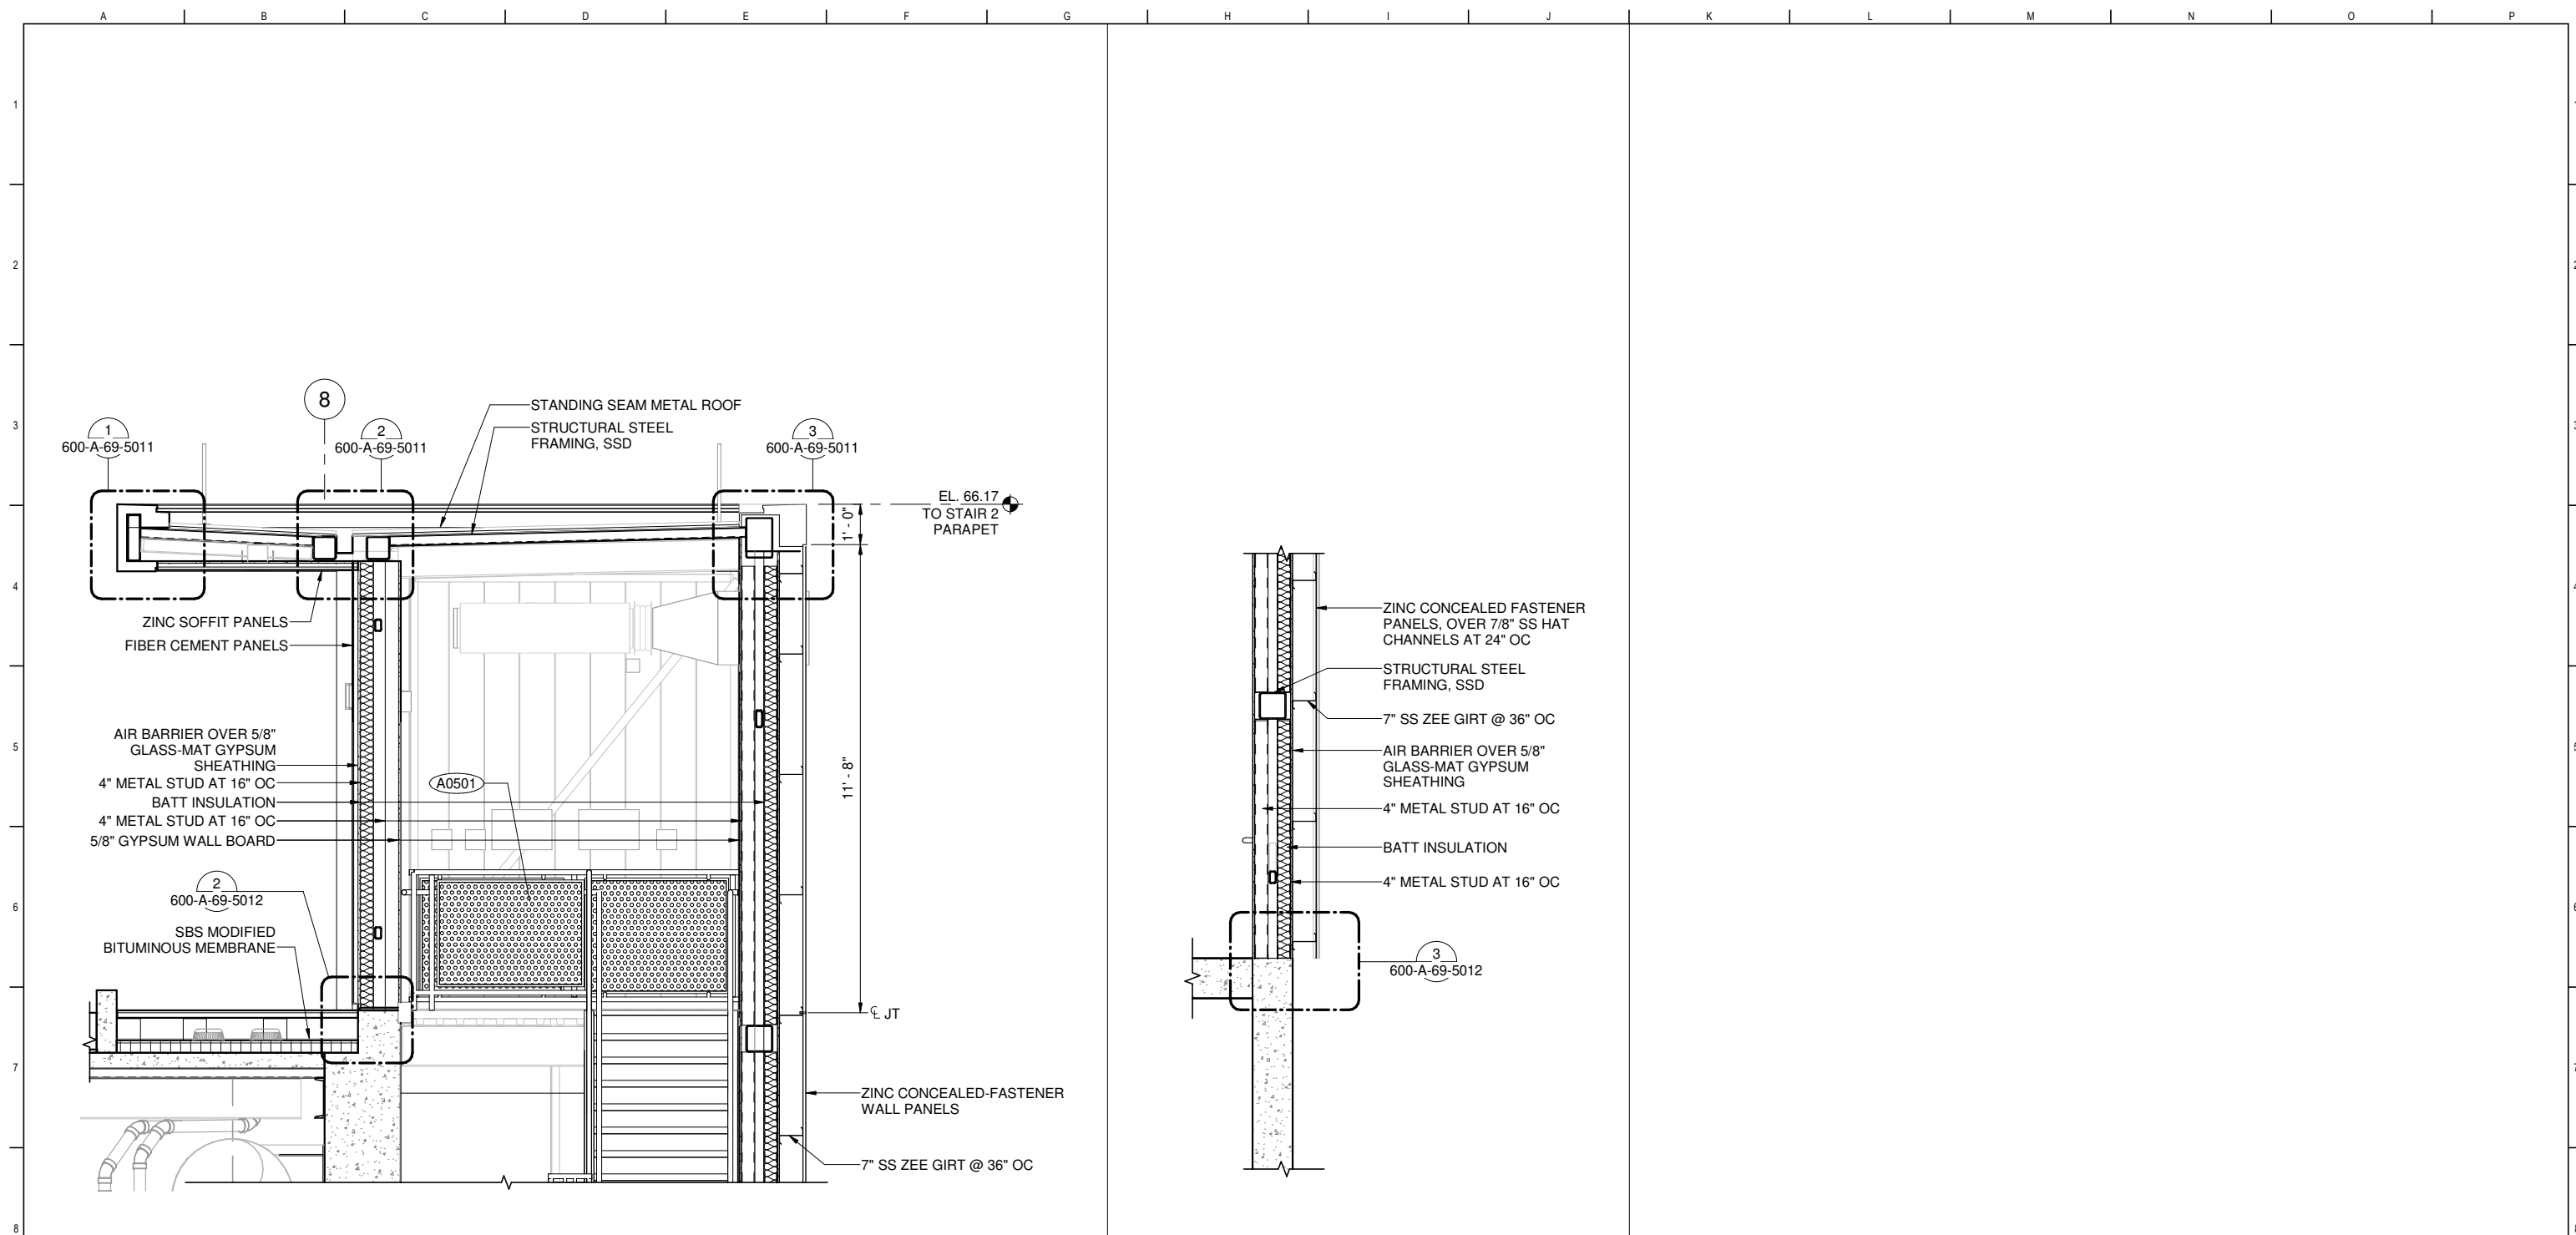 A B C D E F G H I J K L M N O P
1
2
3
4
5
6
7
8
8
1
600-A-69-5011
2
600-A-69-5011
3
600-A-69-5011
STANDING SEAM METAL ROOF
STRUCTURAL STEEL
FRAMING, SSD
EL. 66.17
TO STAIR 2
PARAPET
1' - 0"
11' - 8"
ZINC SOFFIT PANELS
FIBER CEMENT PANELS
AIR BARRIER OVER 5/8"
GLASS-MAT GYPSUM
SHEATHING
4" METAL STUD AT 16" OC
BATT INSULATION
4" METAL STUD AT 16" OC
5/8" GYPSUM WALL BOARD
A0501
2
600-A-69-5012
SBS MODIFIED
BITUMINOUS MEMBRANE
℄ JT
ZINC CONCEALED-FASTENER
WALL PANELS
7" SS ZEE GIRT @ 36" OC
ZINC CONCEALED FASTENER
PANELS, OVER 7/8" SS HAT
CHANNELS AT 24" OC
STRUCTURAL STEEL
FRAMING, SSD
7" SS ZEE GIRT @ 36" OC
AIR BARRIER OVER 5/8"
GLASS-MAT GYPSUM
SHEATHING
4" METAL STUD AT 16" OC
BATT INSULATION
4" METAL STUD AT 16" OC
3
600-A-69-5012